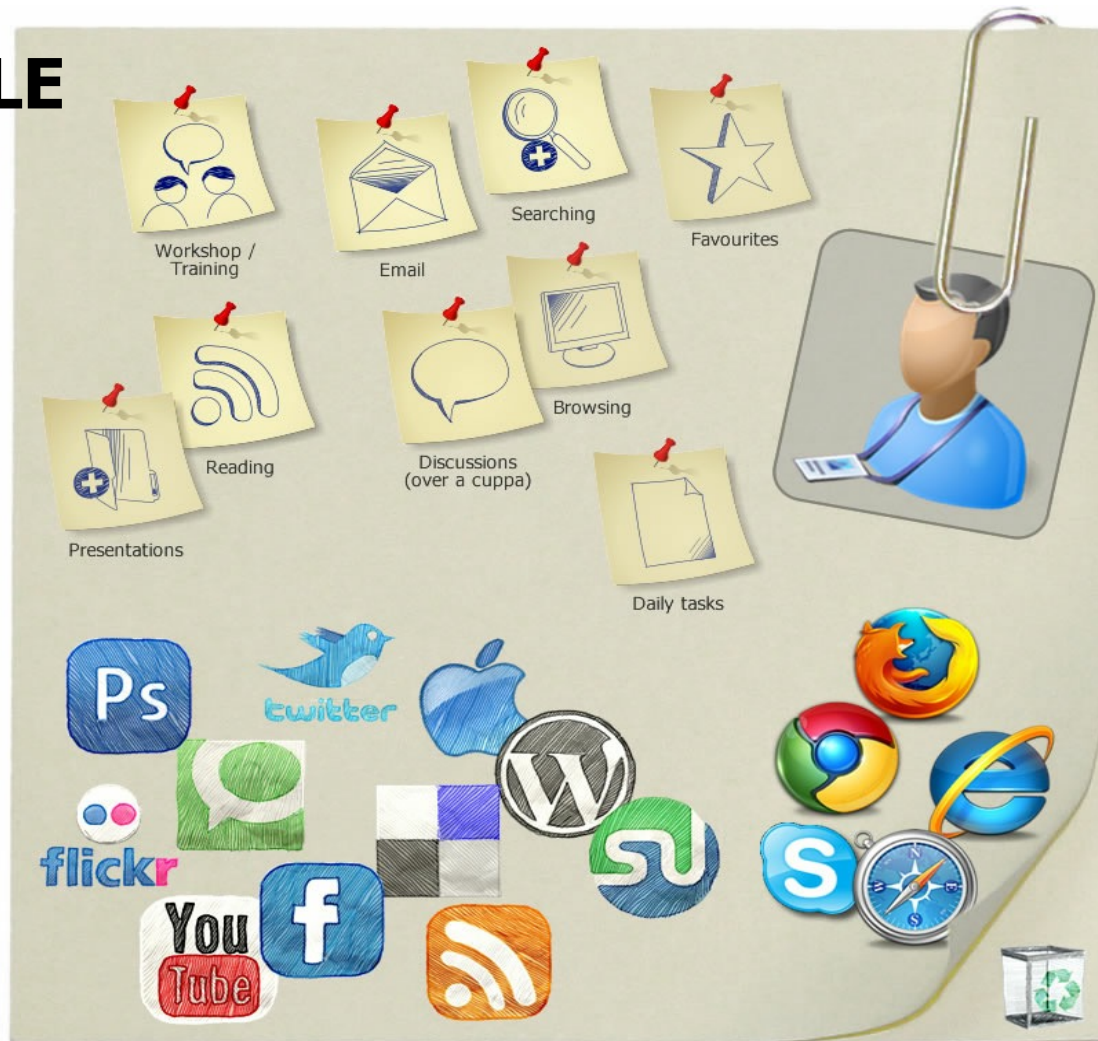 LE
Workshop /
Training
Email
Searching
Favourites
Presentations
Reading
Discussions
(over a cuppa)
Browsing
Daily tasks
Ps
twitter
flickr
You
Tube
f
W
su
e
S
N
W
E
S